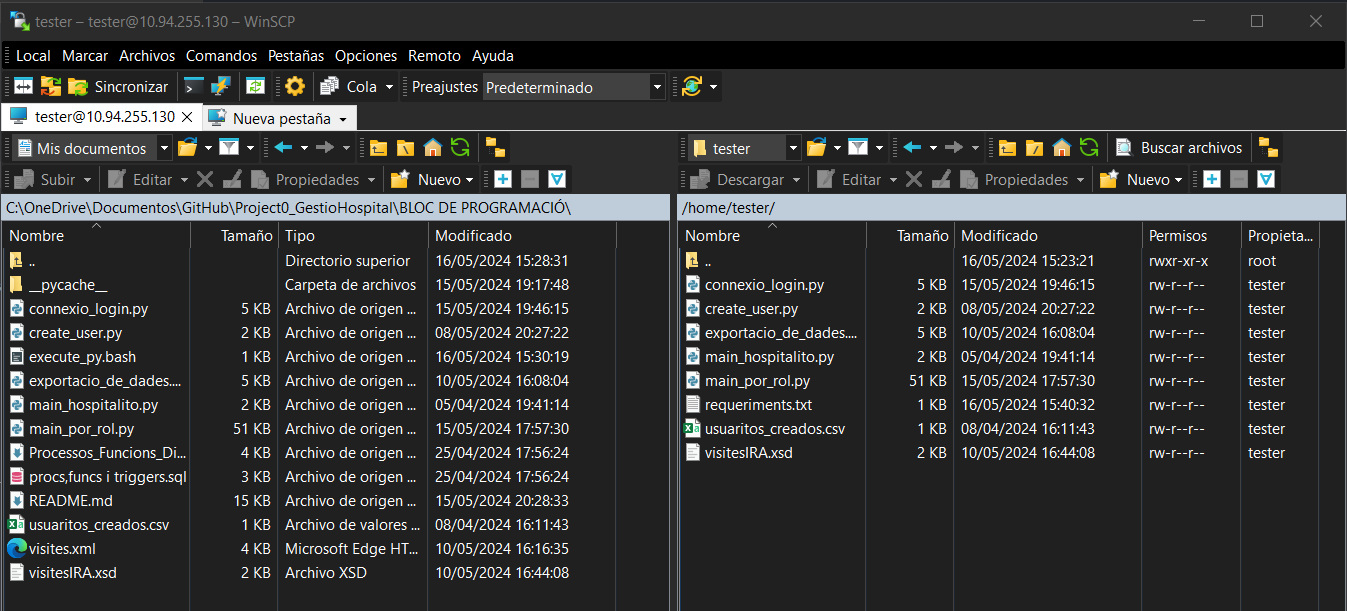 tester – tester@10.94.255.130 – WinSCP
Local Marcar Archivos Comandos Pestañas Opciones Remoto Ayuda
Sincronizar Cola Preajustes Predeterminado
tester@10.94.255.130 Nueva pestaña
Mis documentos
Subir Editar Propiedades Nuevo
C:\OneDrive\Documentos\GitHub\Project0_GestioHospital\BLOC DE PROGRAMACIÓ\
Nombre Tamaño Tipo Modificado
.. Directorio superior 16/05/2024 15:28:31
__pycache__ Carpeta de archivos 15/05/2024 19:17:48
connexio_login.py 5 KB Archivo de origen ... 15/05/2024 19:46:15
create_user.py 2 KB Archivo de origen ... 08/05/2024 20:27:22
execute_py.bash 1 KB Archivo de origen ... 16/05/2024 15:30:19
exportacio_de_dades.... 5 KB Archivo de origen ... 10/05/2024 16:08:04
main_hospitalito.py 2 KB Archivo de origen ... 05/04/2024 19:41:14
main_por_rol.py 51 KB Archivo de origen ... 15/05/2024 17:57:30
Processos_Funcions_Di... 4 KB Archivo de origen ... 25/04/2024 17:56:24
procs,funcs i triggers.sql 3 KB Archivo de origen ... 25/04/2024 17:56:24
README.md 15 KB Archivo de origen ... 15/05/2024 20:28:33
usuaritos_creados.csv 1 KB Archivo de valores ... 08/04/2024 16:11:43
visites.xml 4 KB Microsoft Edge HT... 10/05/2024 16:16:35
visitesIRA.xsd 2 KB Archivo XSD 10/05/2024 16:44:08
tester Buscar archivos
Descargar Editar Propiedades Nuevo
/home/tester/
Nombre Tamaño Modificado Permisos Propieta...
.. 16/05/2024 15:23:21 rwxr-xr-x root
connexio_login.py 5 KB 15/05/2024 19:46:15 rw-r--r-- tester
create_user.py 2 KB 08/05/2024 20:27:22 rw-r--r-- tester
exportacio_de_dades.... 5 KB 10/05/2024 16:08:04 rw-r--r-- tester
main_hospitalito.py 2 KB 05/04/2024 19:41:14 rw-r--r-- tester
main_por_rol.py 51 KB 15/05/2024 17:57:30 rw-r--r-- tester
requeriments.txt 1 KB 16/05/2024 15:40:32 rw-r--r-- tester
usuaritos_creados.csv 1 KB 08/04/2024 16:11:43 rw-r--r-- tester
visitesIRA.xsd 2 KB 10/05/2024 16:44:08 rw-r--r-- tester